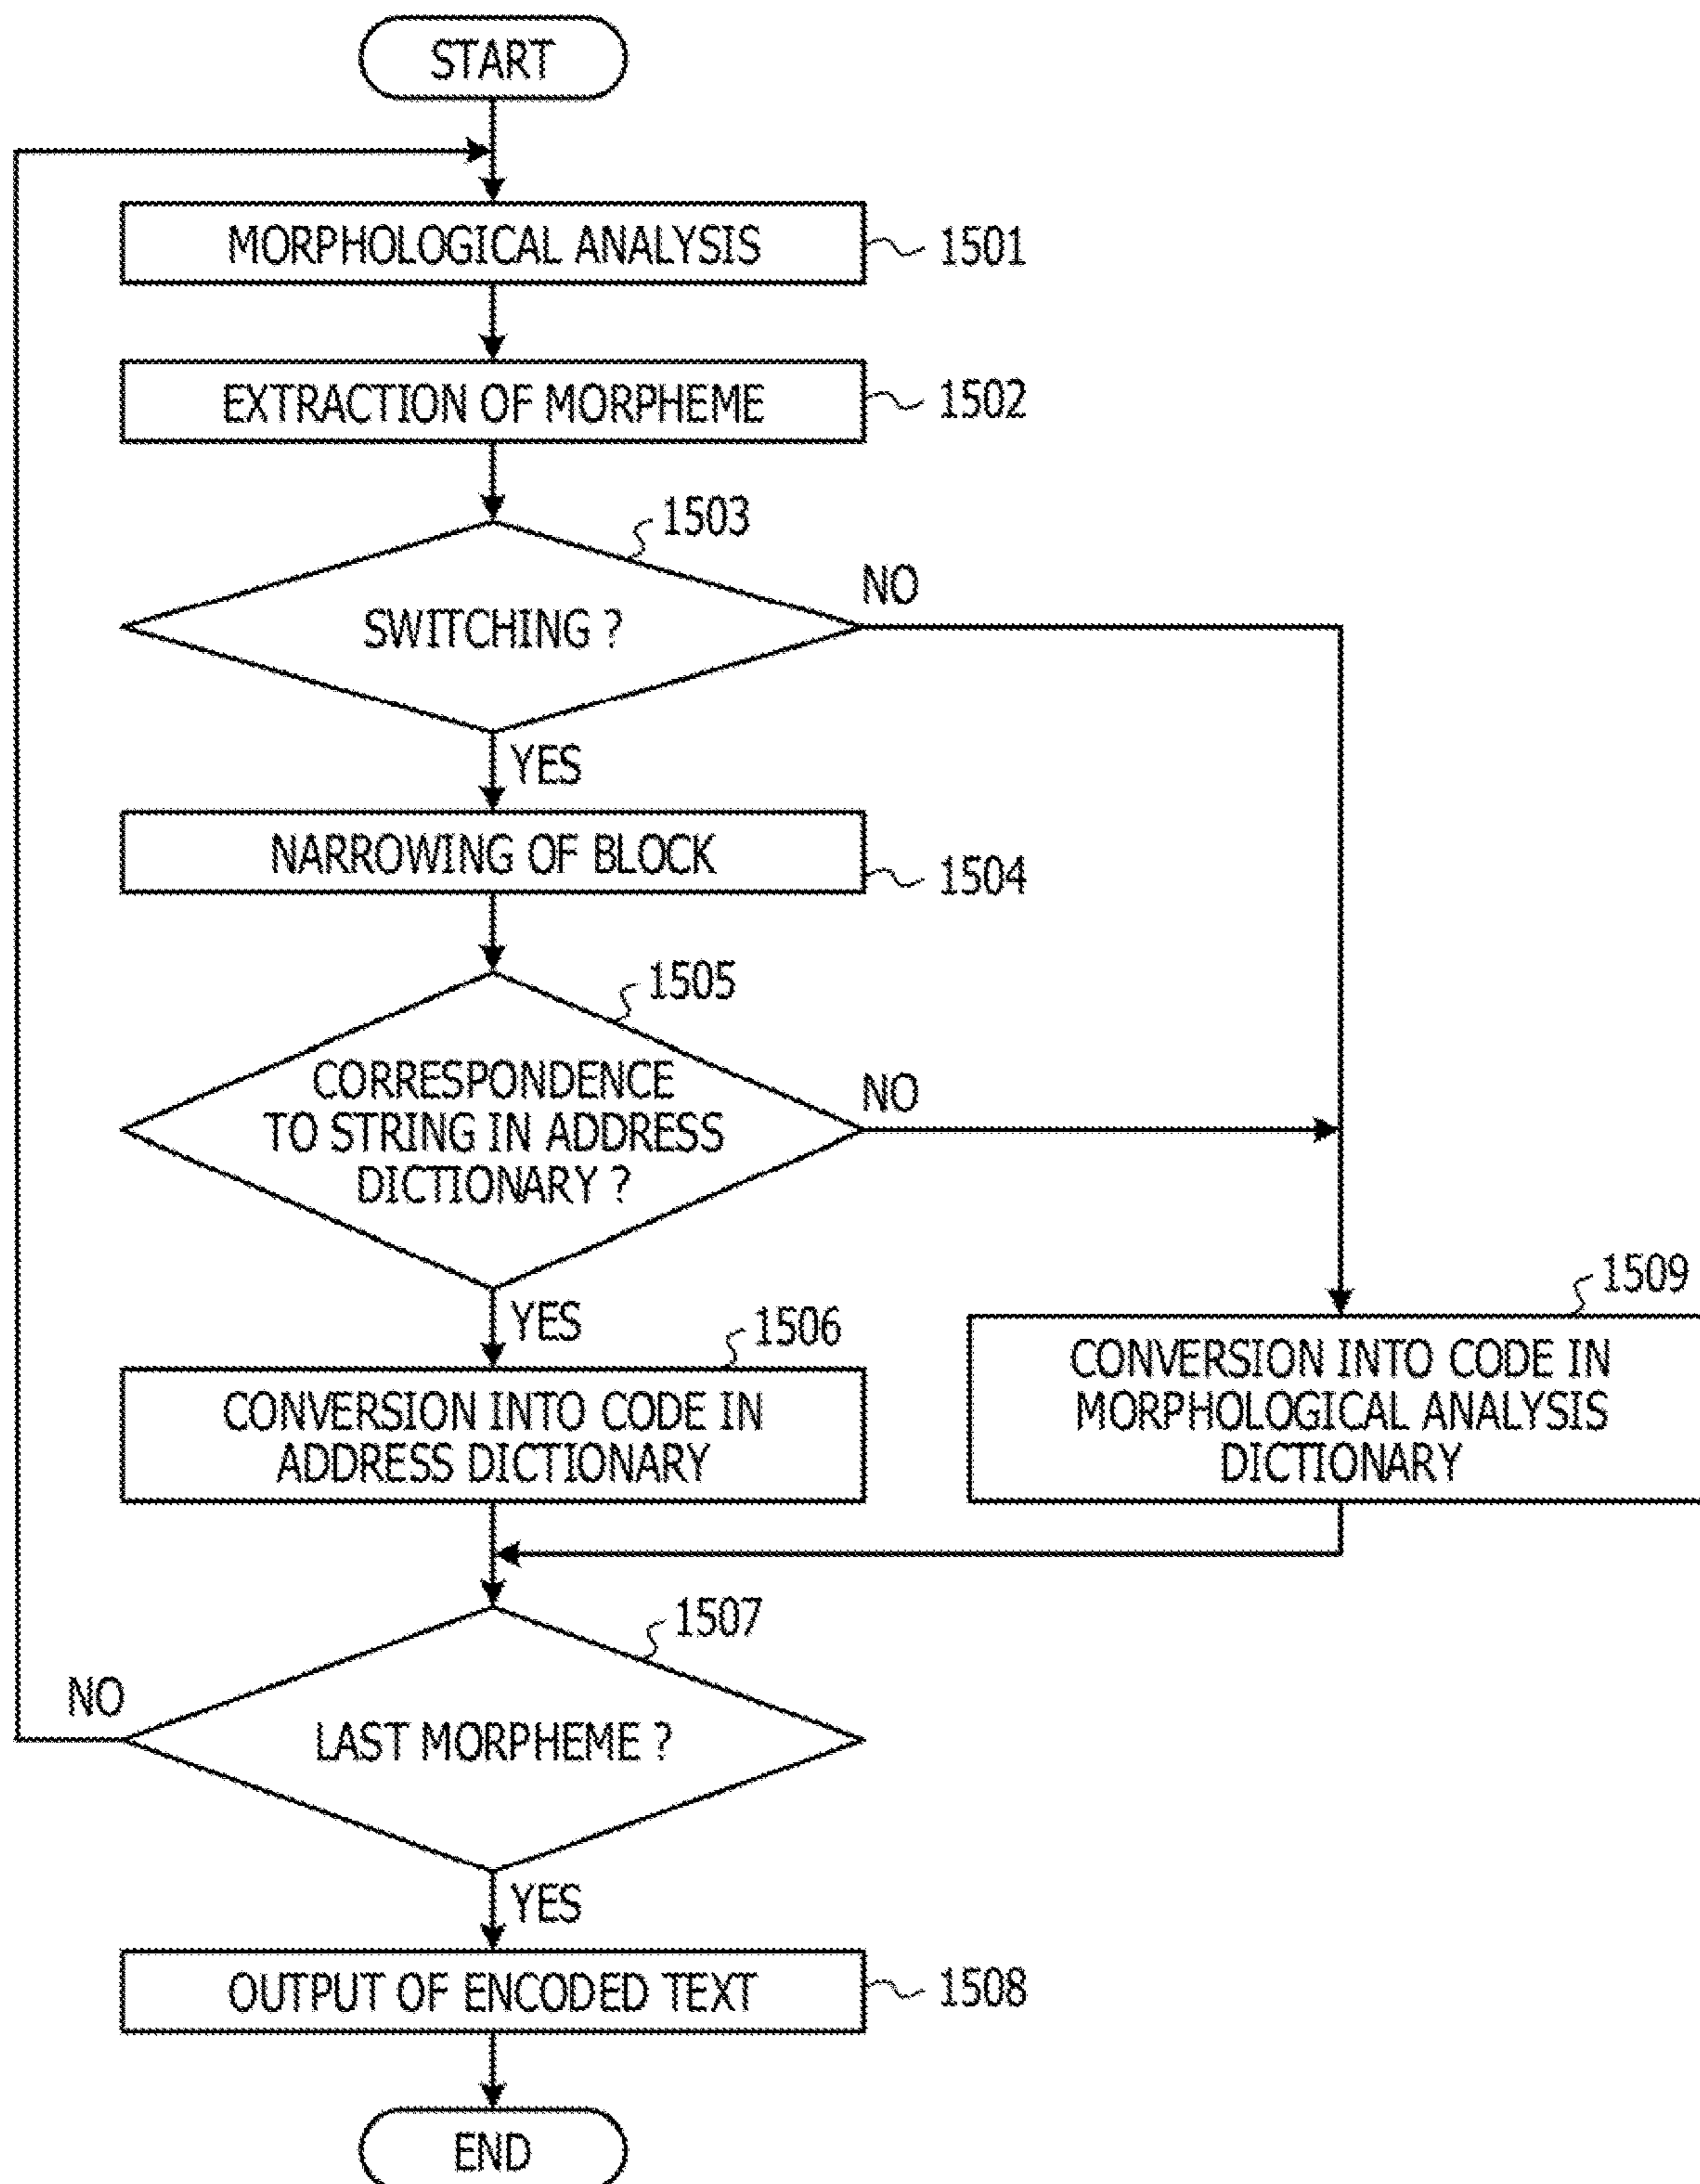 START
MORPHOLOGICAL ANALYSIS
1501
EXTRACTION OF MORPHEME
1502
1503
SWITCHING ?
NO
YES
NARROWING OF BLOCK
1504
1505
CORRESPONDENCE
TO STRING IN ADDRESS
DICTIONARY ?
NO
YES
1506
CONVERSION INTO CODE IN
ADDRESS DICTIONARY
1509
CONVERSION INTO CODE IN
MORPHOLOGICAL ANALYSIS
DICTIONARY
1507
LAST MORPHEME ?
NO
YES
OUTPUT OF ENCODED TEXT
1508
END